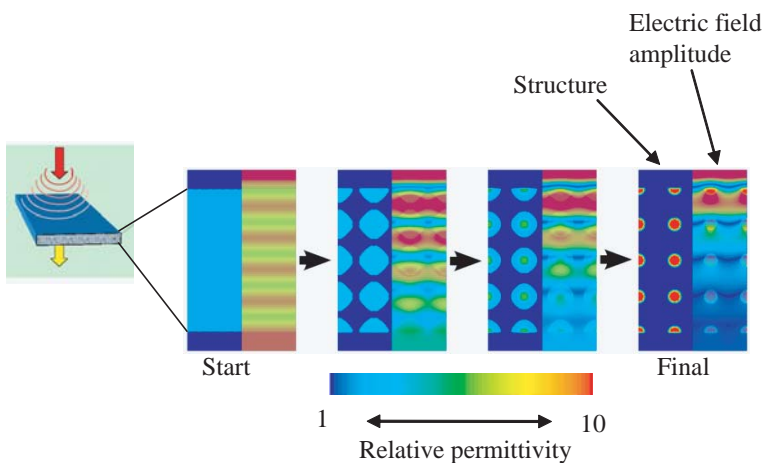 Electric field
amplitude
Structure
Start
Final
1
10
Relative permittivity